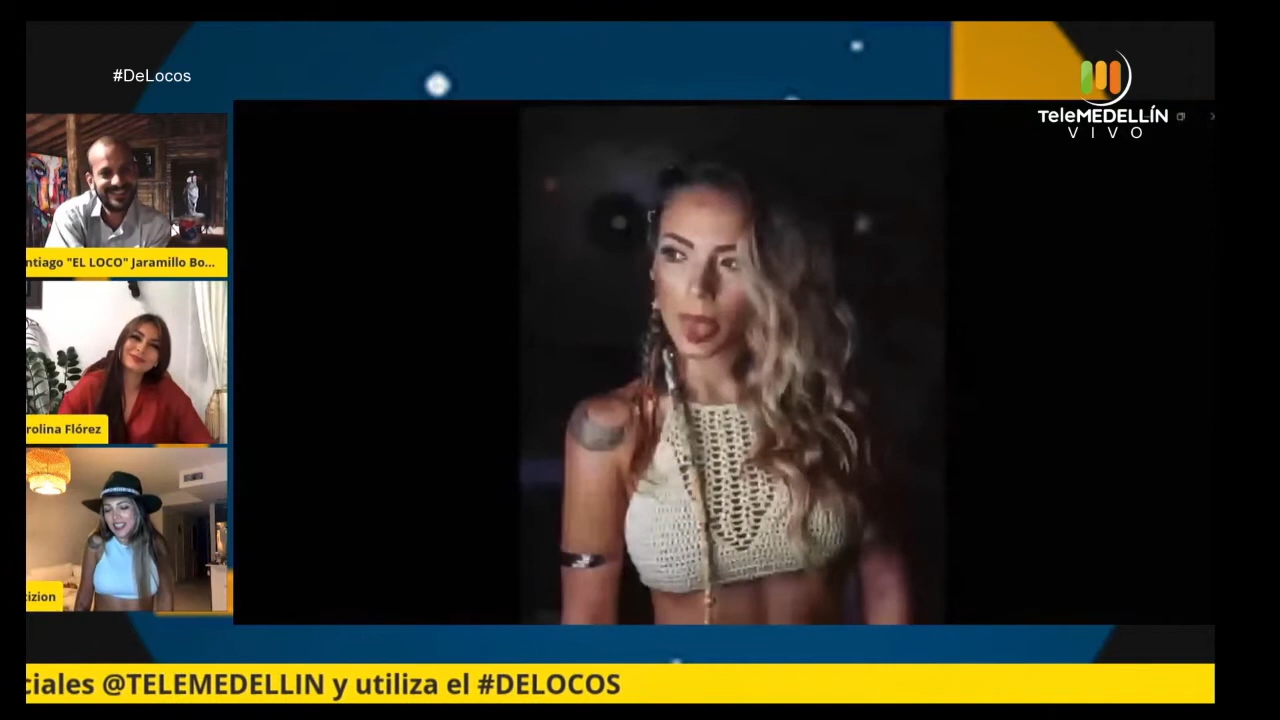 #DeLocos
TeleMEDELLÍN
VIVO
ntiago "EL LOCO" Jaramillo Bo...
rolina Flórez
izion
ciales @TELEMEDELLIN y utiliza el #DELOCOS